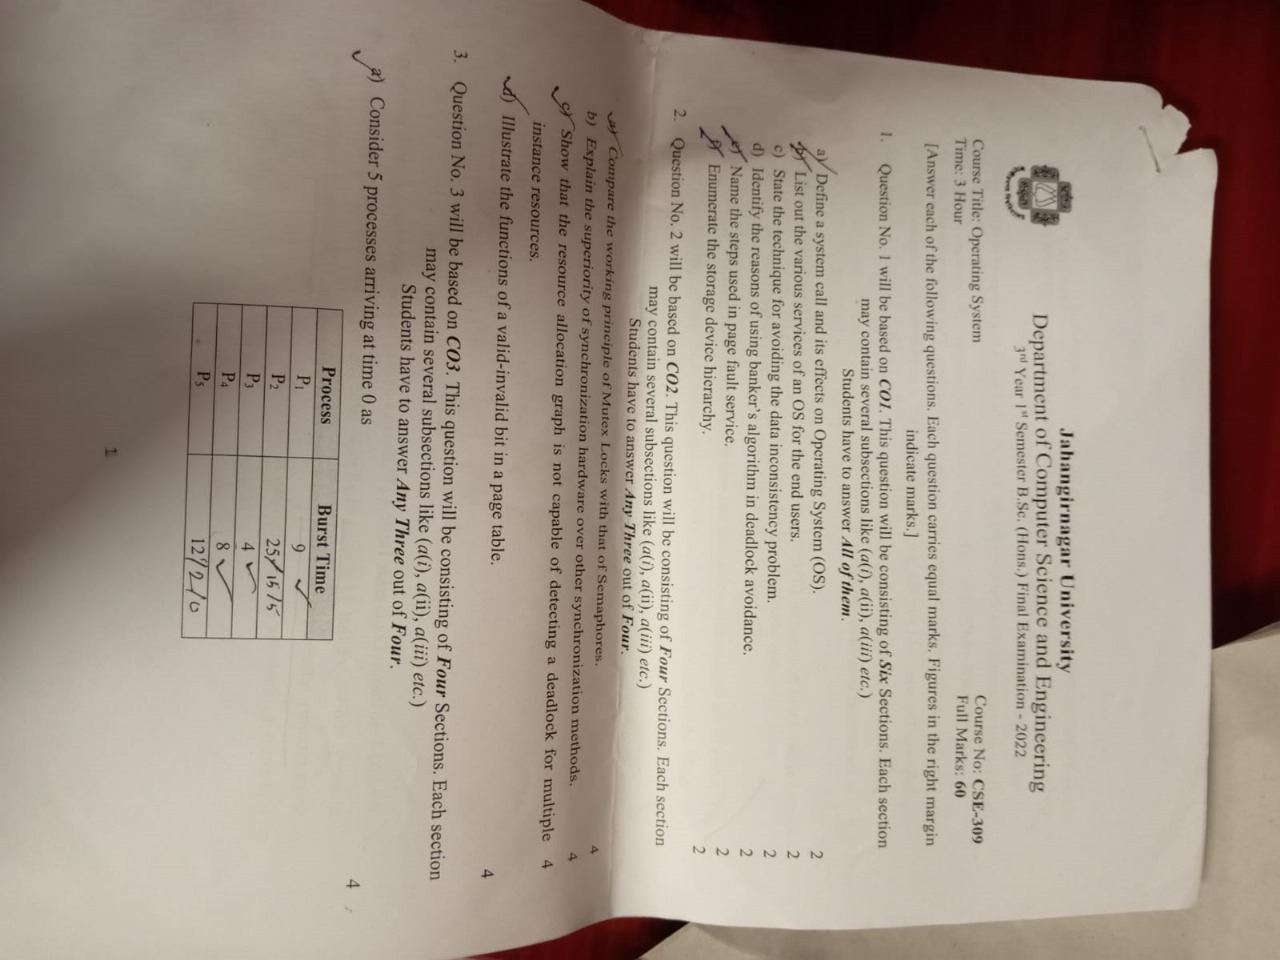 Jahangirnagar University
Department of Computer Science and Engineering
3rd Year 1st Semester B.Sc. (Hons.) Final Examination - 2022
Course Title: Operating System Course No: CSE-309
Time: 3 Hour Full Marks: 60
[Answer each of the following questions. Each question carries equal marks. Figures in the right margin
indicate marks.]
1. Question No. 1 will be based on CO1. This question will be consisting of Six Sections. Each section
may contain several subsections like (a(i), a(ii), a(iii) etc.)
Students have to answer All of them.
a) Define a system call and its effects on Operating System (OS). 2
b) List out the various services of an OS for the end users. 2
c) State the technique for avoiding the data inconsistency problem. 2
d) Identify the reasons of using banker's algorithm in deadlock avoidance. 2
e) Name the steps used in page fault service. 2
f) Enumerate the storage device hierarchy. 2
2. Question No. 2 will be based on CO2. This question will be consisting of Four Sections. Each section
may contain several subsections like (a(i), a(ii), a(iii) etc.)
Students have to answer Any Three out of Four.
a) Compare the working principle of Mutex Locks with that of Semaphores. 4
b) Explain the superiority of synchronization hardware over other synchronization methods. 4
c) Show that the resource allocation graph is not capable of detecting a deadlock for multiple 4
instance resources.
d) Illustrate the functions of a valid-invalid bit in a page table. 4
3. Question No. 3 will be based on CO3. This question will be consisting of Four Sections. Each section
may contain several subsections like (a(i), a(ii), a(iii) etc.)
Students have to answer Any Three out of Four.
a) Consider 5 processes arriving at time 0 as 4
Process Burst Time
P1 9
P2 25/15/5
P3 4
P4 8
P5 12/2/0
1